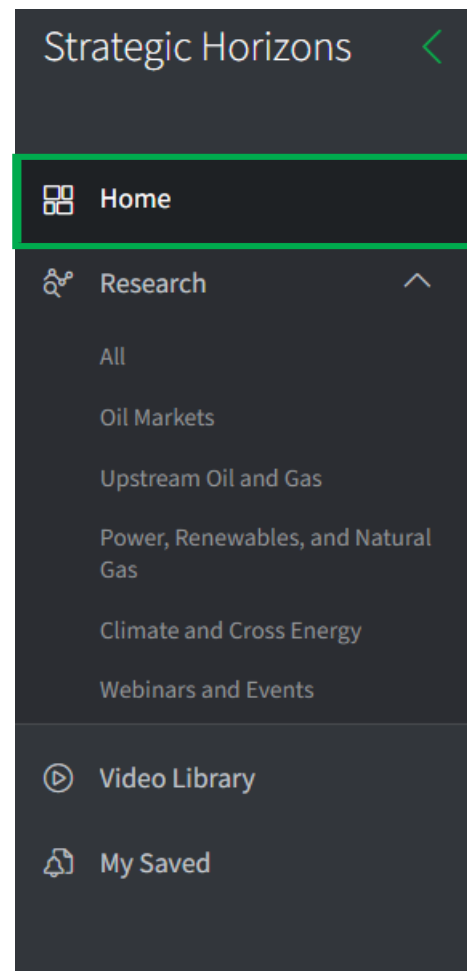 Strategic Horizons
Home
Research
All
Oil Markets
Upstream Oil and Gas
Power, Renewables, and Natural
Gas
Climate and Cross Energy
Webinars and Events
Video Library
My Saved